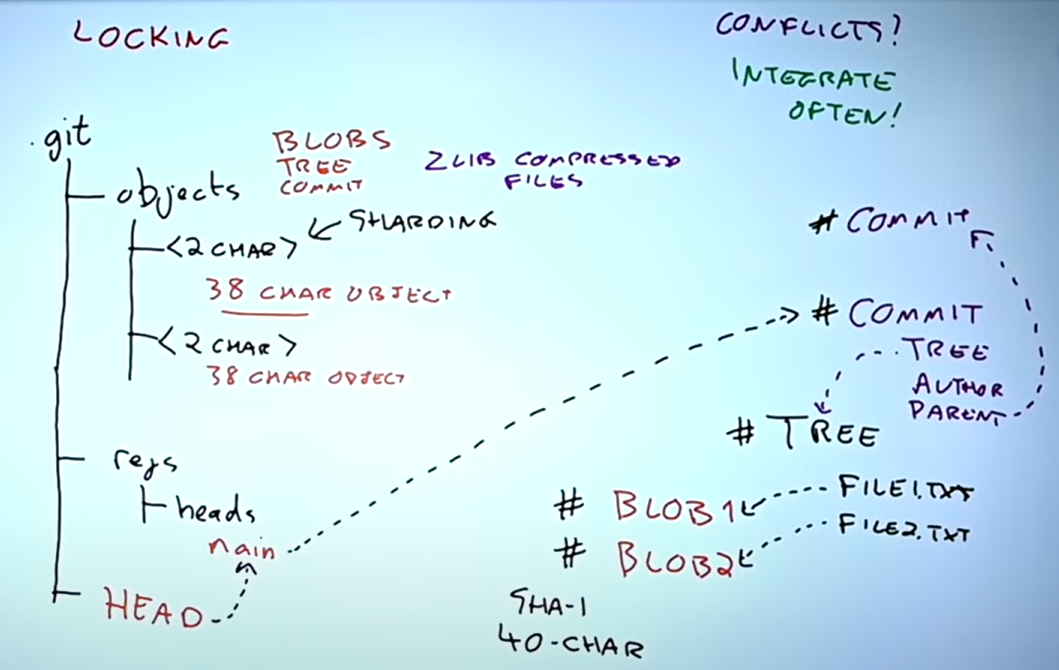 LOCKING
CONFLICTS?
INTEGRATE
OFTEN!
.git
objects
BLOBS
TREE
COMMIT
ZLIB COMPRESSED
FILES
<2 CHAR>
SHARDING
38 CHAR OBJECT
<2 CHAR>
38 CHAR OBJECT
refs
heads
main
HEAD
# COMMIT
# COMMIT
TREE
AUTHOR
PARENT
# TREE
# BLOB1
FILE1.TXT
# BLOB2
FILE2.TXT
SHA-1
40-CHAR